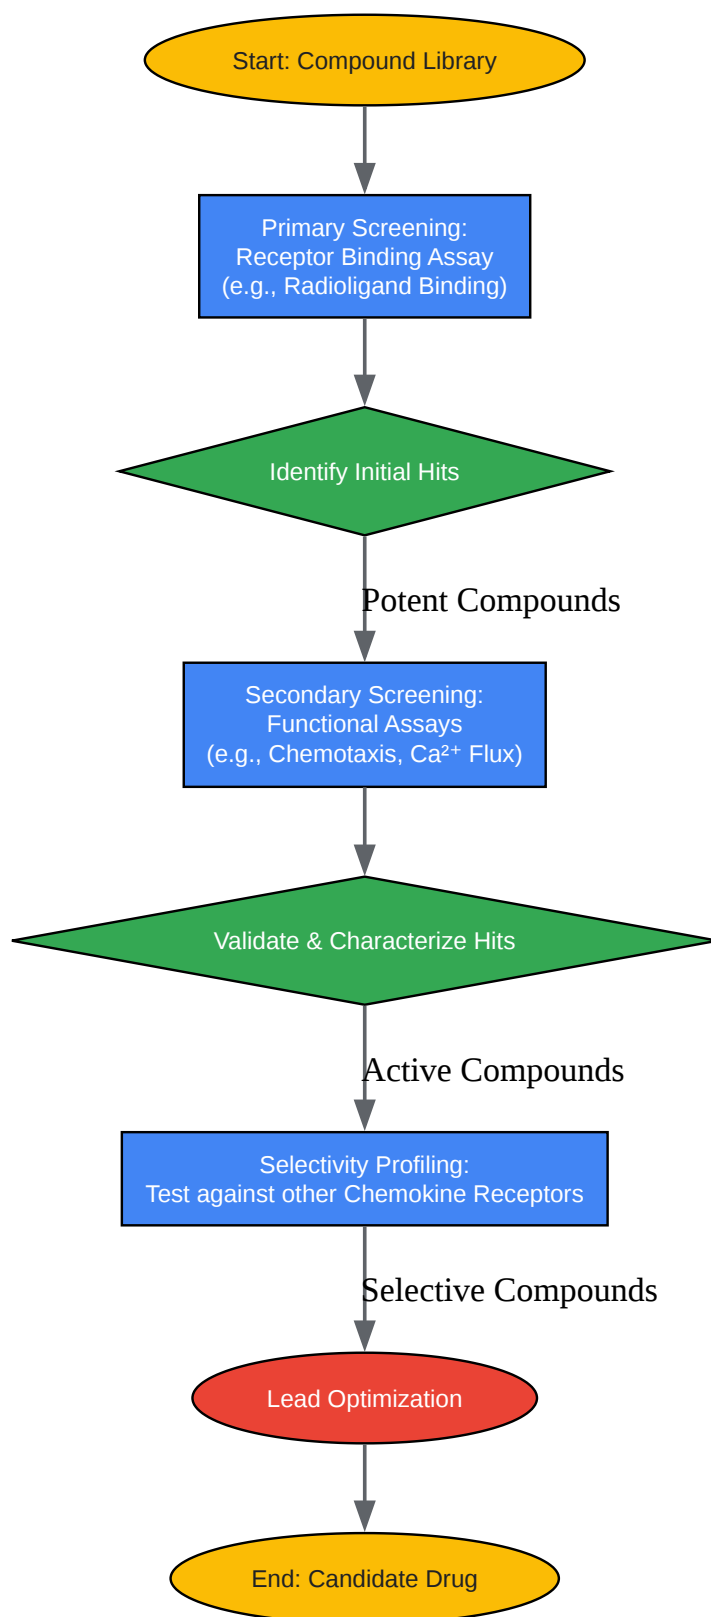 Start: Compound Library
Primary Screening:
Receptor Binding Assay
(e.g., Radioligand Binding)
Identify Initial Hits
Potent Compounds
Secondary Screening:
Functional Assays
(e.g., Chemotaxis, Ca²⁺ Flux)
Validate & Characterize Hits
Active Compounds
Selectivity Profiling:
Test against other Chemokine Receptors
Selective Compounds
Lead Optimization
End: Candidate Drug